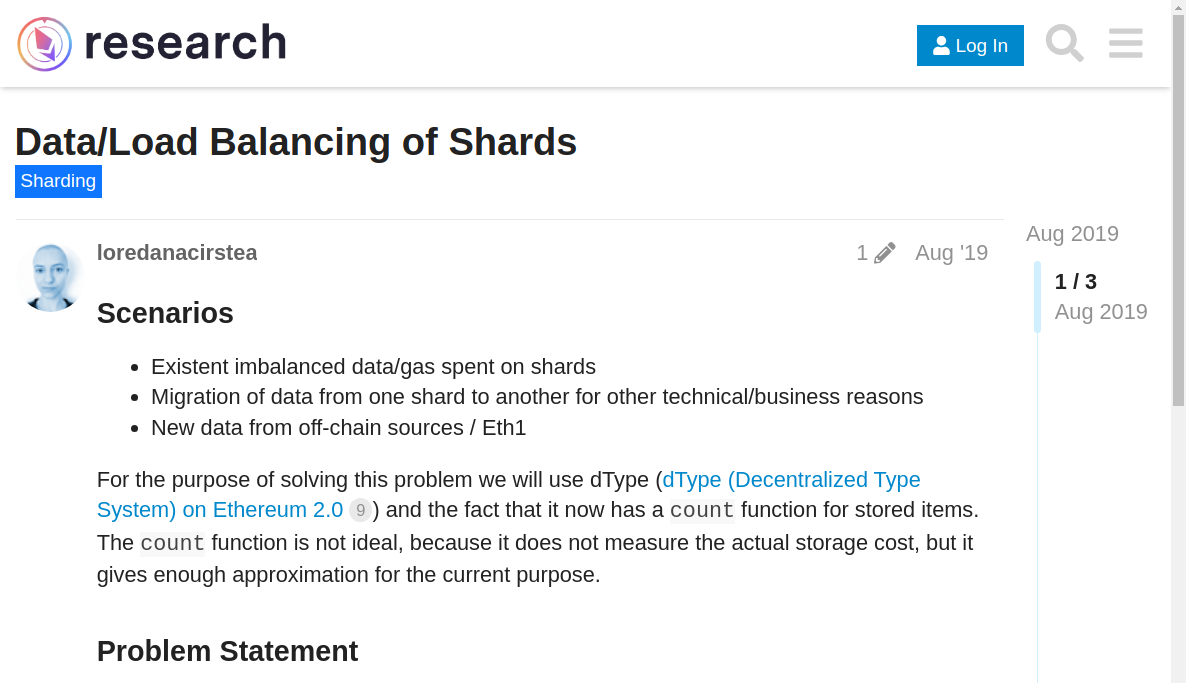 research
Log In
Data/Load Balancing of Shards
Sharding
loredanacirstea
1
Aug '19
Aug 2019
1 / 3
Aug 2019
Scenarios
Existent imbalanced data/gas spent on shards
Migration of data from one shard to another for other technical/business reasons
New data from off-chain sources / Eth1
For the purpose of solving this problem we will use dType (dType (Decentralized Type
System) on Ethereum 2.0 9) and the fact that it now has a count function for stored items.
The count function is not ideal, because it does not measure the actual storage cost, but it
gives enough approximation for the current purpose.
Problem Statement